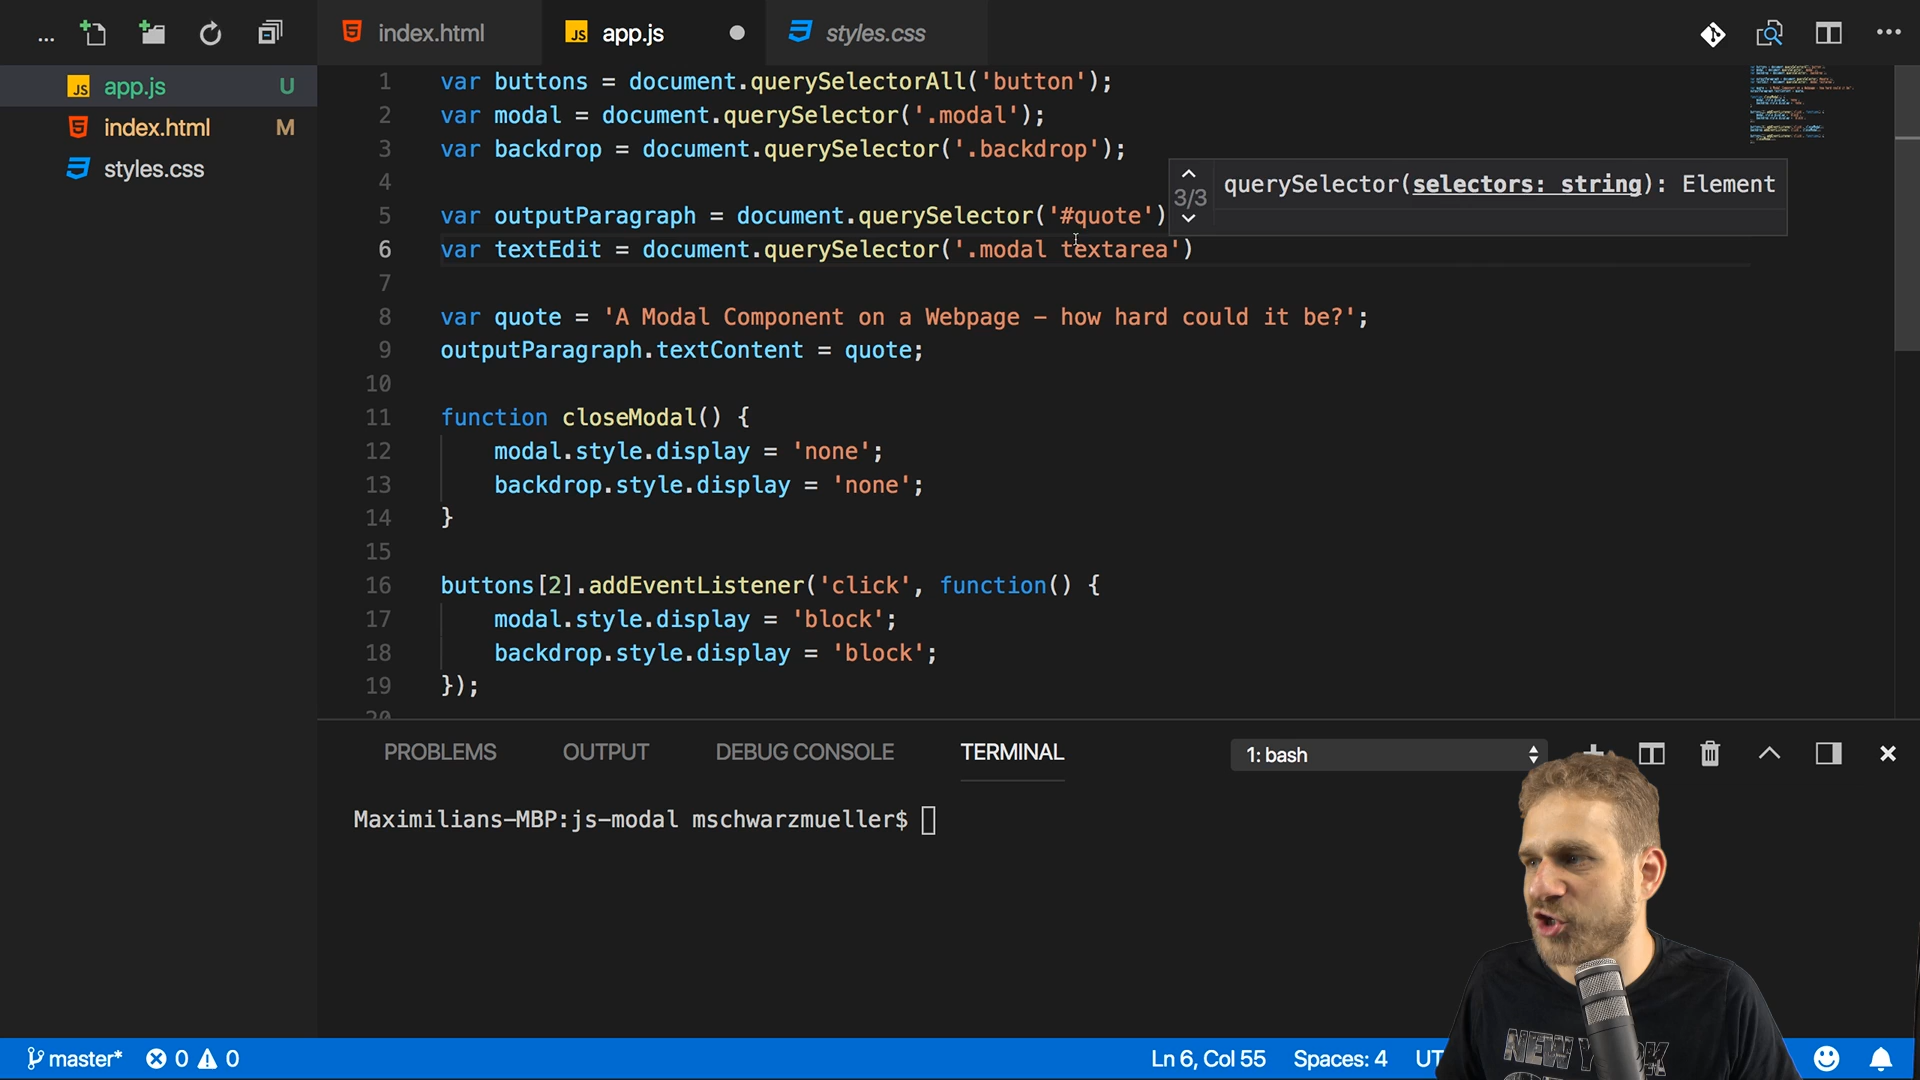 ... index.html app.js styles.css
app.js U
index.html M
styles.css
1 var buttons = document.querySelectorAll('button');
2 var modal = document.querySelector('.modal');
3 var backdrop = document.querySelector('.backdrop');
4
3/3 querySelector(selectors: string): Element
5 var outputParagraph = document.querySelector('#quote')
6 var textEdit = document.querySelector('.modal textarea')
7
8 var quote = 'A Modal Component on a Webpage – how hard could it be?';
9 outputParagraph.textContent = quote;
10
11 function closeModal() {
12 modal.style.display = 'none';
13 backdrop.style.display = 'none';
14 }
15
16 buttons[2].addEventListener('click', function() {
17 modal.style.display = 'block';
18 backdrop.style.display = 'block';
19 });
20
PROBLEMS OUTPUT DEBUG CONSOLE TERMINAL 1: bash
Maximilians-MBP:js-modal mschwarzmueller$
NEW YORK
master* 0 0 Ln 6, Col 55 Spaces: 4 UT